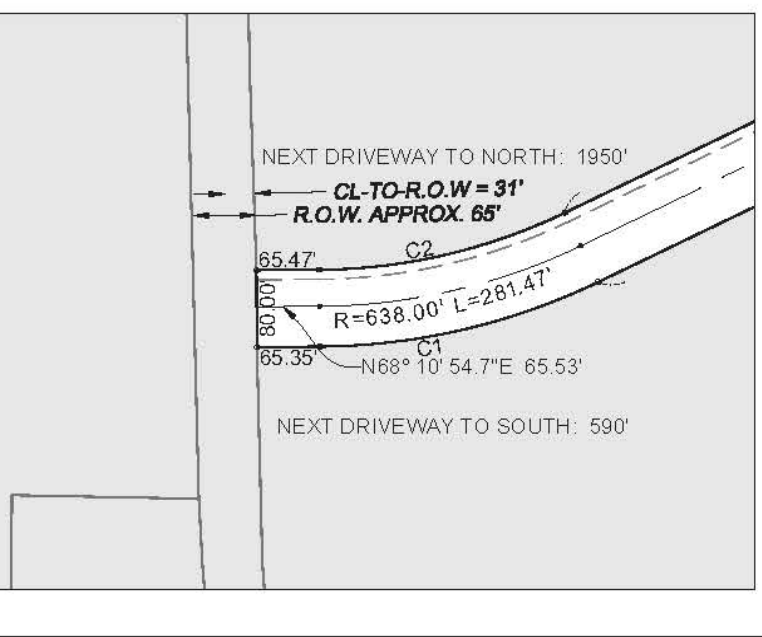 NEXT DRIVEWAY TO NORTH: 1950'
CL-TO-R.O.W = 31'
R.O.W. APPROX. 65'
65.47'
C2
80.00'
R=638.00' L=281.47'
65.35'
C1
N68° 10' 54.7"E 65.53'
NEXT DRIVEWAY TO SOUTH: 590'